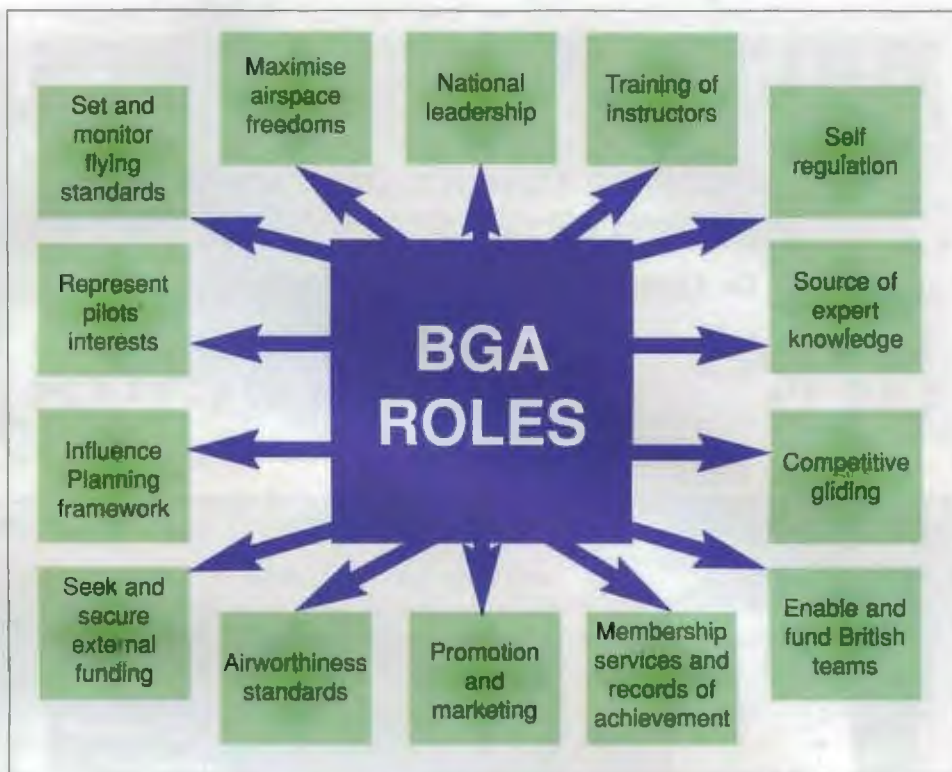 Set and
monitor
flying
standards
Maximise
airspace
freedoms
National
leadership
Training of
instructors
Self
regulation
Represent
pilots'
interests
BGA
ROLES
Source of
expert
knowledge
Influence
Planning
framework
Competitive
gliding
Seek and
secure
external
funding
Airworthiness
standards
Promotion
and
marketing
Membership
services and
records of
achievement
Enable and
fund British
teams